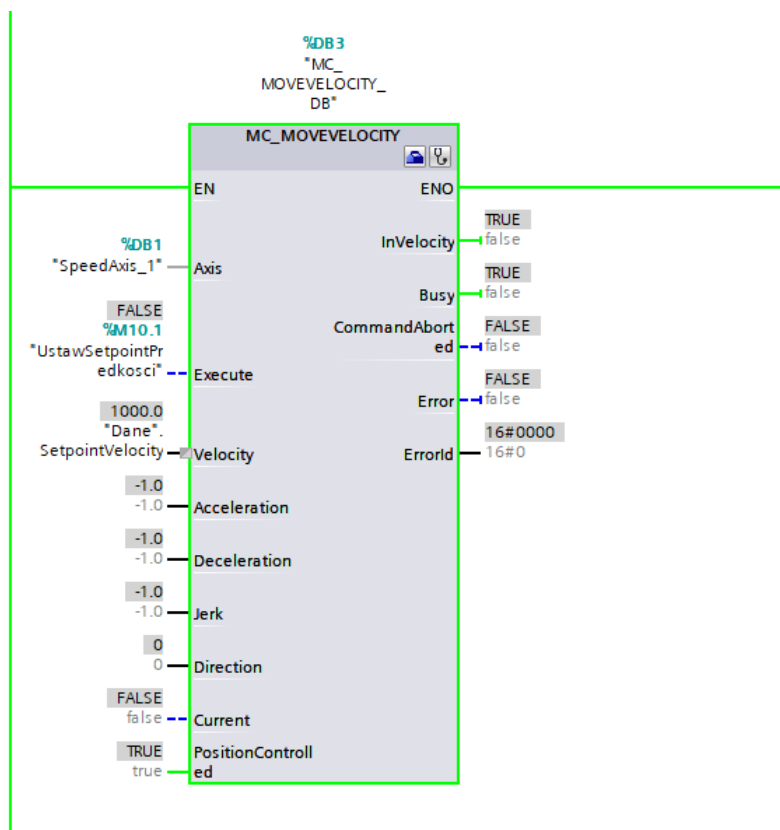 %DB3
"MC_
MOVEVELOCITY_
DB"
MC_MOVEVELOCITY
EN
ENO
TRUE
InVelocity
false
%DB1
"SpeedAxis_1"
Axis
TRUE
Busy
false
FALSE
%M10.1
"UstawSetpointPr
edkosci"
Execute
CommandAbort
ed
FALSE
false
FALSE
Error
false
1000.0
"Dane".
SetpointVelocity
Velocity
16#0000
ErrorId
16#0
-1.0
-1.0
Acceleration
-1.0
-1.0
Deceleration
-1.0
-1.0
Jerk
0
0
Direction
FALSE
false
Current
TRUE
true
PositionControll
ed